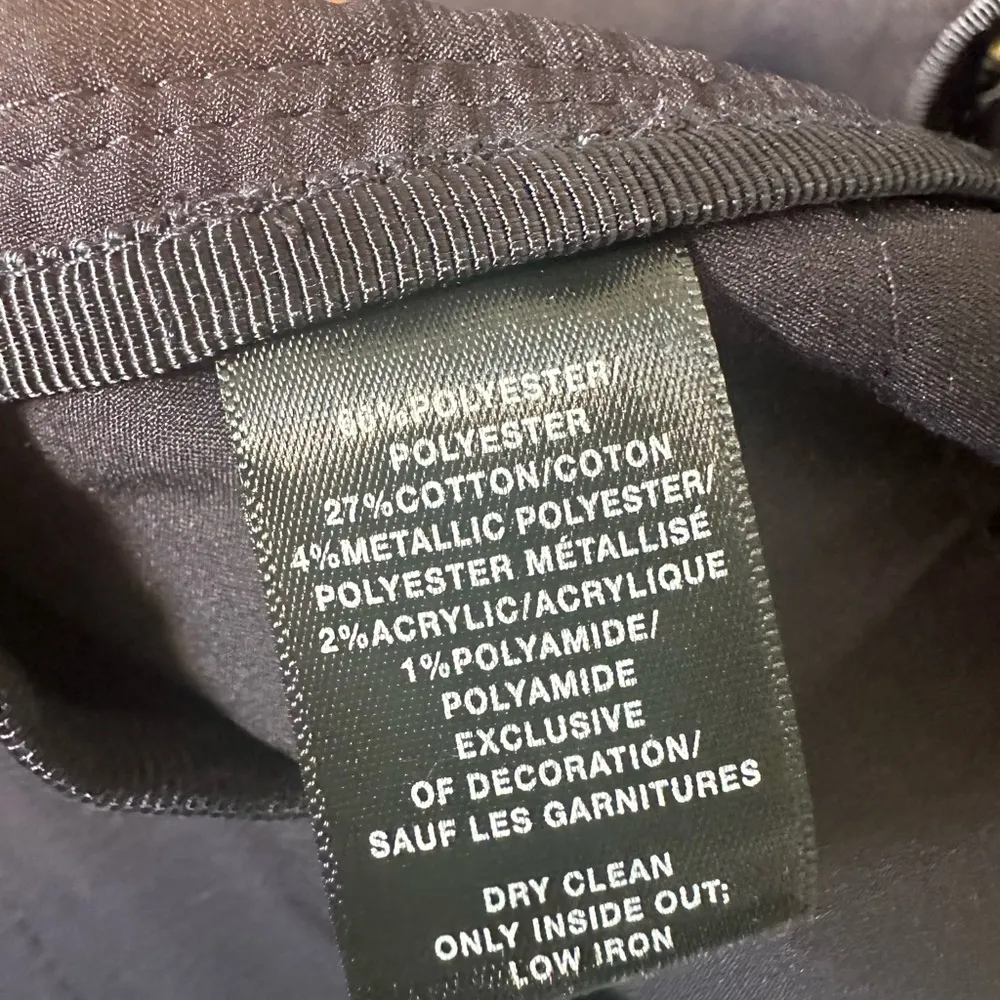 66%POLYESTER/
POLYESTER
27%COTTON/COTON
4%METALLIC POLYESTER/
POLYESTER MÉTALLISÉ
2%ACRYLIC/ACRYLIQUE
1%POLYAMIDE/
POLYAMIDE
EXCLUSIVE
OF DECORATION/
SAUF LES GARNITURES
DRY CLEAN
ONLY INSIDE OUT;
LOW IRON